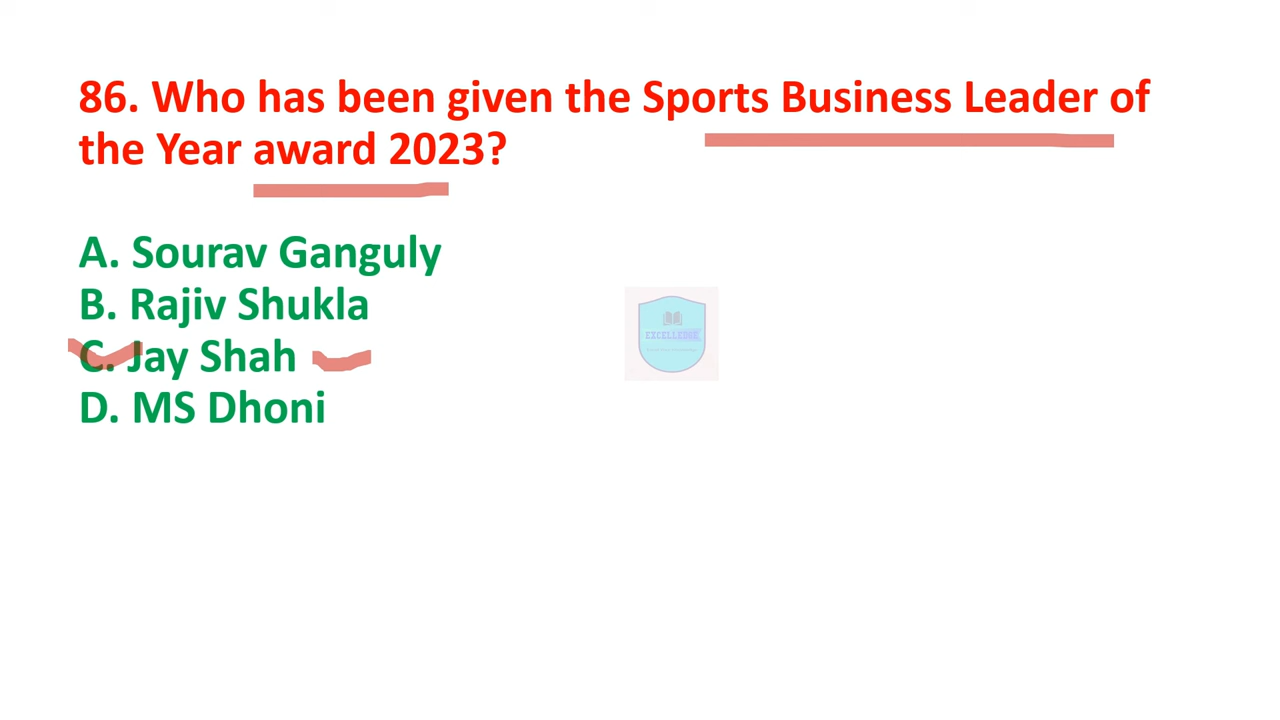 86. Who has been given the Sports Business Leader of
the Year award 2023?
A. Sourav Ganguly
B. Rajiv Shukla
C. Jay Shah
D. MS Dhoni